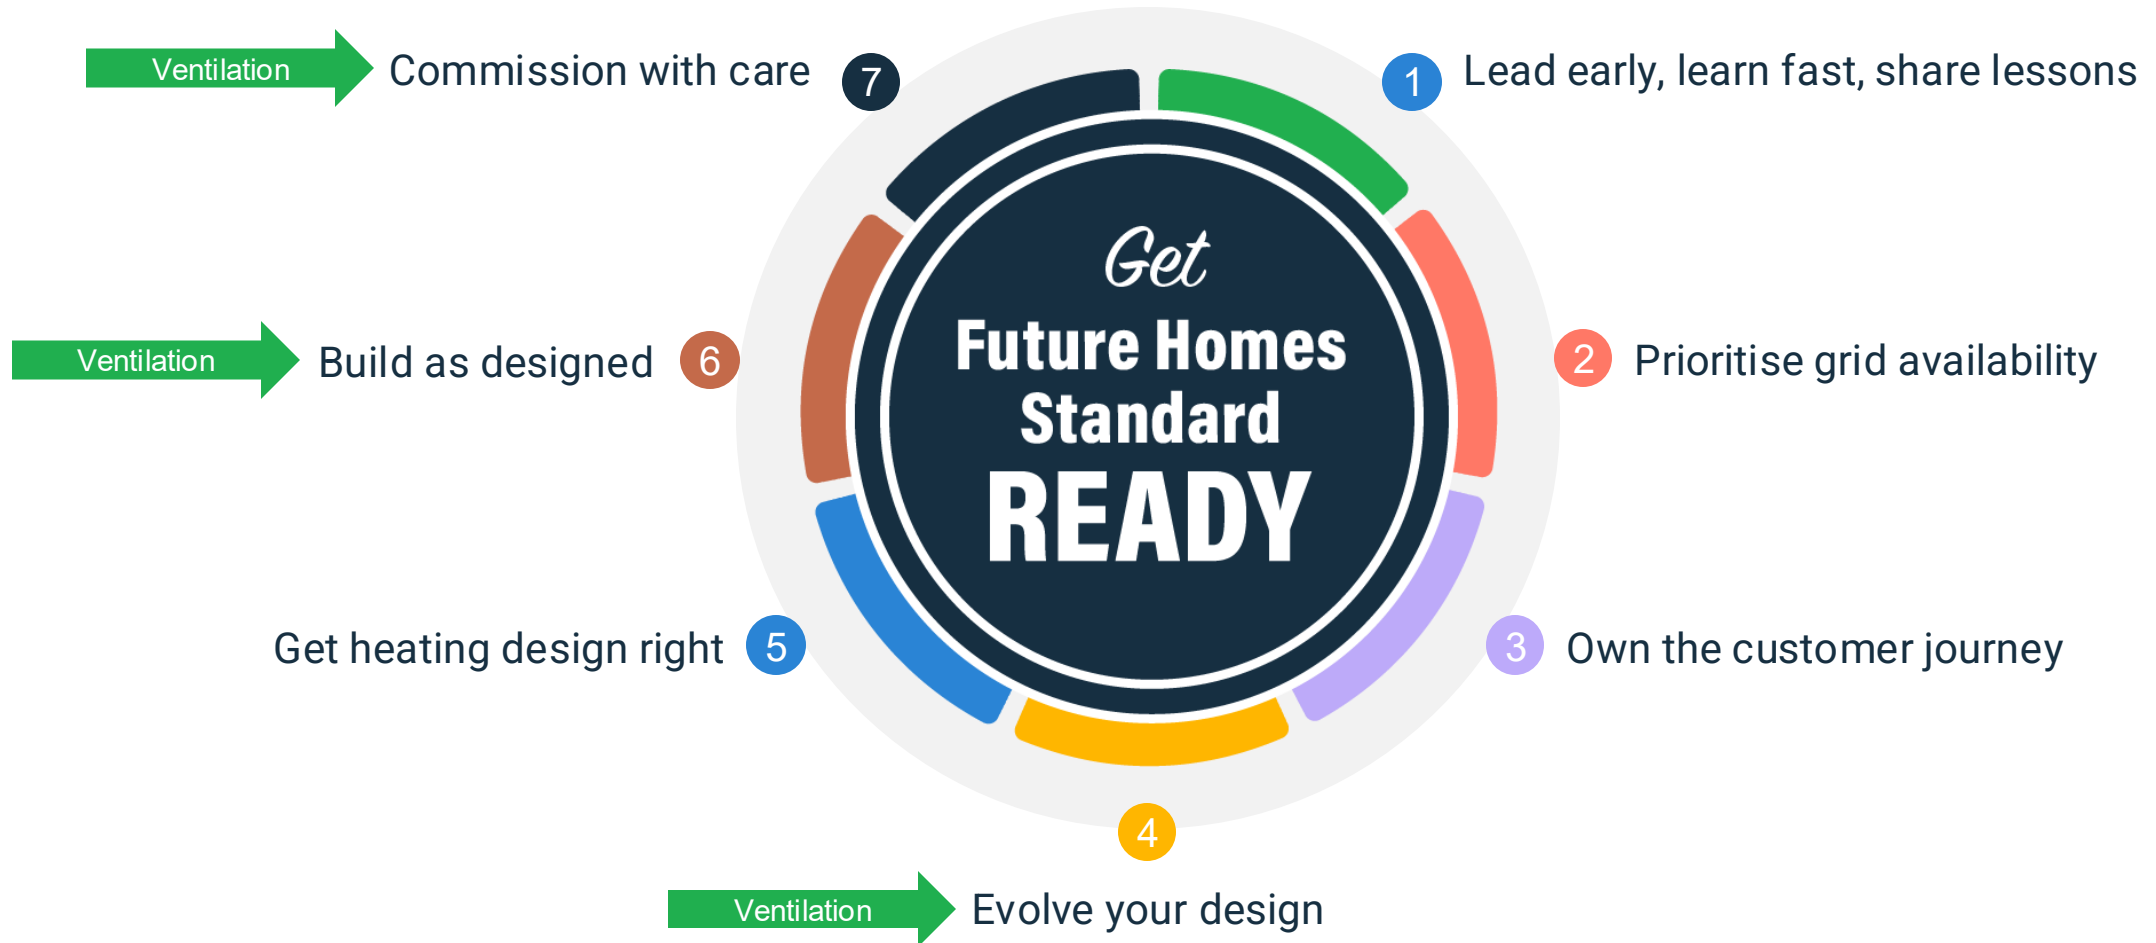 Get
Future Homes
Standard
READY
1 Lead early, learn fast, share lessons
2 Prioritise grid availability
3 Own the customer journey
4
Ventilation Evolve your design
Get heating design right 5
Ventilation Build as designed 6
Ventilation Commission with care 7